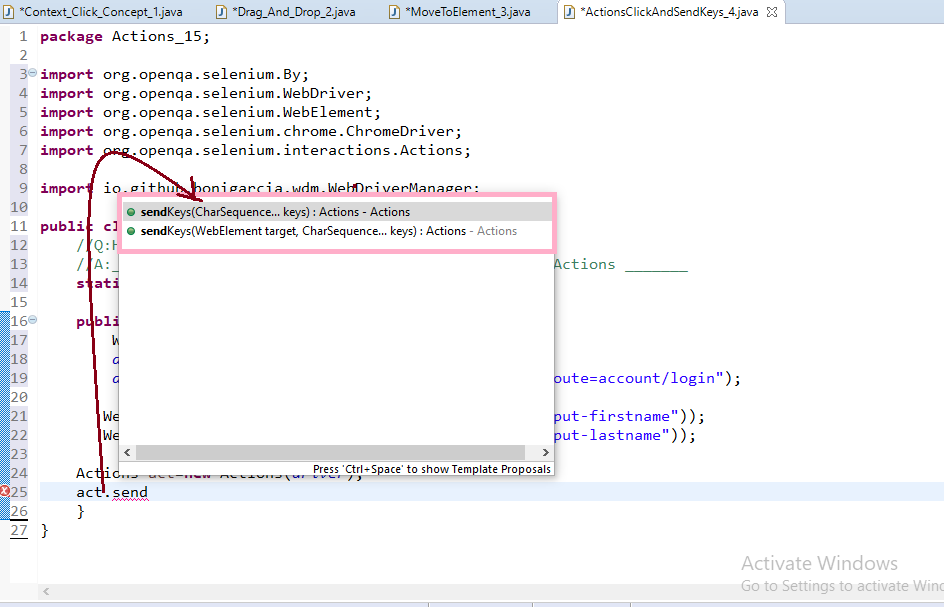 *Context_Click_Concept_1.java *Drag_And_Drop_2.java *MoveToElement_3.java *ActionsClickAndSendKeys_4.java
1 package Actions_15;
2
3 import org.openqa.selenium.By;
4 import org.openqa.selenium.WebDriver;
5 import org.openqa.selenium.WebElement;
6 import org.openqa.selenium.chrome.ChromeDriver;
7 import org.openqa.selenium.interactions.Actions;
8
9 import io.github.bonigarcia.wdm.WebDriverManager;
10
sendKeys(CharSequence... keys) : Actions - Actions
11 public cl
sendKeys(WebElement target, CharSequence... keys) : Actions - Actions
12 //Q:H
13 //A:_ Actions _______
14 stati
15
16 publi
17 W
18 d
19 d oute=account/login");
20
21 We put-firstname"));
22 We put-lastname"));
23
Press 'Ctrl+Space' to show Template Proposals
24 Actions act=new Actions(driver);
25 act.send
26 }
27 }
Activate Windows
Go to Settings to activate Wind